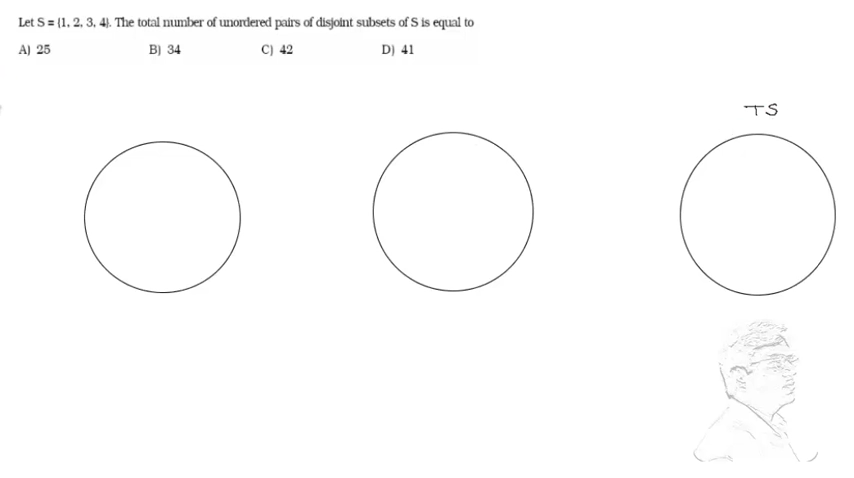 Let S = {1, 2, 3, 4}. The total number of unordered pairs of disjoint subsets of S is equal to
A) 25 B) 34 C) 42 D) 41
TS